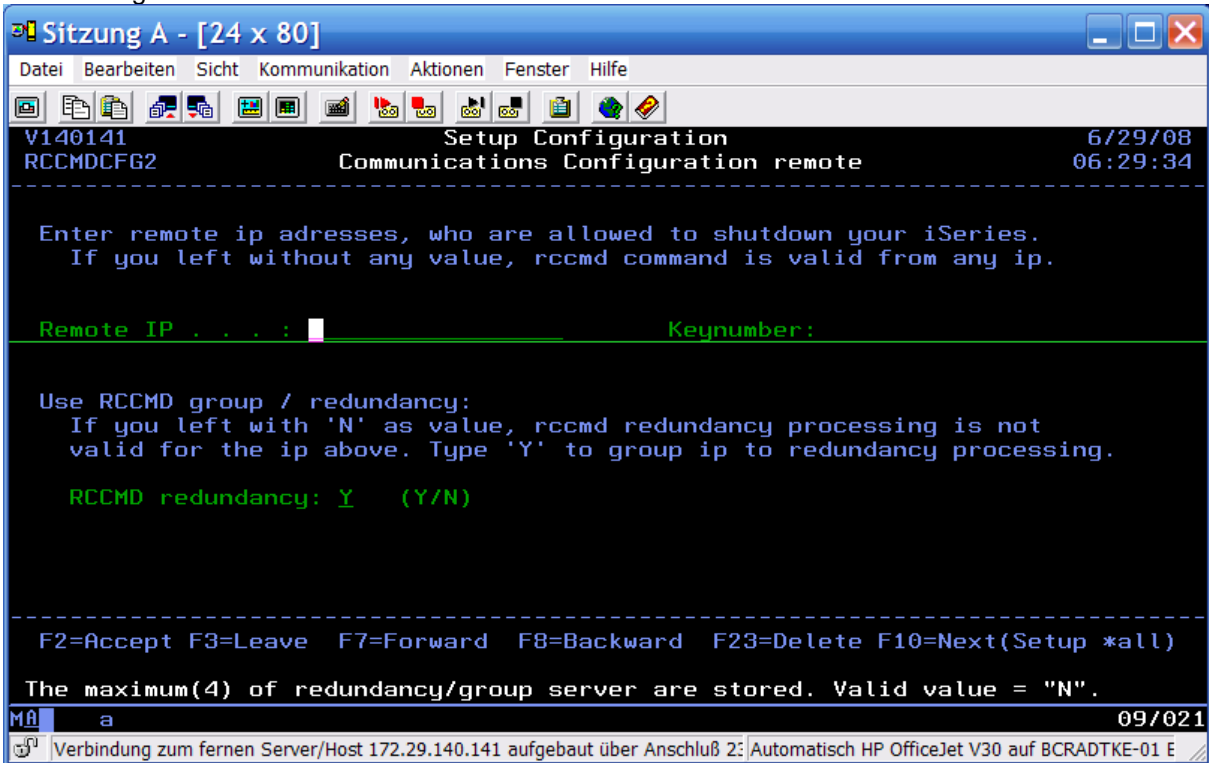 Sitzung A - [24 x 80]
Datei Bearbeiten Sicht Kommunikation Aktionen Fenster Hilfe
V140141 Setup Configuration 6/29/08
RCCMDCFG2 Communications Configuration remote 06:29:34
Enter remote ip adresses, who are allowed to shutdown your iSeries.
If you left without any value, rccmd command is valid from any ip.
Remote IP . . . : Keynumber:
Use RCCMD group / redundancy:
If you left with 'N' as value, rccmd redundancy processing is not
valid for the ip above. Type 'Y' to group ip to redundancy processing.
RCCMD redundancy: Y (Y/N)
F2=Accept F3=Leave F7=Forward F8=Backward F23=Delete F10=Next(Setup *all)
The maximum(4) of redundancy/group server are stored. Valid value = "N".
MA a 09/021
Verbindung zum fernen Server/Host 172.29.140.141 aufgebaut über Anschluß 23 Automatisch HP OfficeJet V30 auf BCRADTKE-01 E